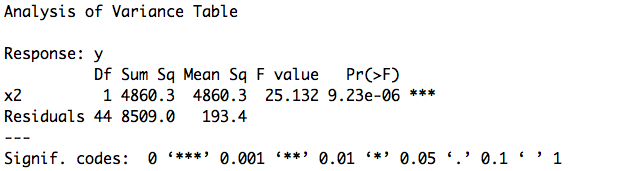 Analysis of Variance Table

Response: y
          Df Sum Sq Mean Sq F value   Pr(>F)
x2         1 4860.3  4860.3  25.132 9.23e-06 ***
Residuals 44 8509.0   193.4
---
Signif. codes:  0 ‘***’ 0.001 ‘**’ 0.01 ‘*’ 0.05 ‘.’ 0.1 ‘ ’ 1